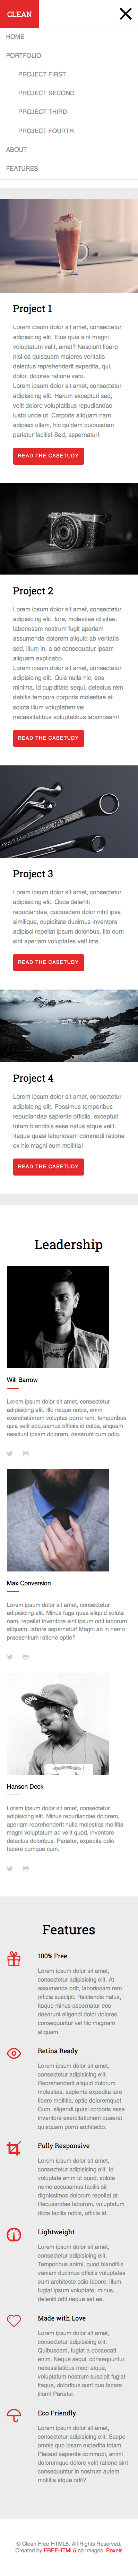 CLEAN
HOME
PORTFOLIO
PROJECT FIRST
PROJECT SECOND
PROJECT THIRD
PROJECT FOURTH
ABOUT
FEATURES
Project 1
Lorem ipsum dolor sit amet, consectetur
adipisicing elit. Eius quia sint magni
voluptatum velit, amet? Nesciunt libero
nisi ea quisquam maiores veritatis
delectus reprehenderit expedita, qui,
dolor, dolores ratione vero.
Lorem ipsum dolor sit amet, consectetur
adipisicing elit. Harum excepturi sed,
velit dolores voluptatibus repudiandae
iusto unde ut. Corporis aliquam nam
adipisci ullam, hic quidem quibusdam
pariatur facilis! Sed, aspernatur!
READ THE CASETUDY
Project 2
Lorem ipsum dolor sit amet, consectetur
adipisicing elit. Iure, molestiae id vitae,
laboriosam nostrum fugit aperiam
assumenda dolorem aliquid ab veritatis
sed, illum in, a ad consequatur ipsam
aliquam explicabo.
Lorem ipsum dolor sit amet, consectetur
adipisicing elit. Quis nulla hic, eos
minima, id cupiditate sequi, delectus rem
debitis tempora corporis molestiae at
soluta illum voluptatem vel
necessitatibus voluptatibus laboriosam!
READ THE CASETUDY
Project 3
Lorem ipsum dolor sit amet, consectetur
adipisicing elit. Quos deleniti
repudiandae, quibusdam dolor nihil ipsa
similique, cupiditate ducimus inventore
adipisci repellat ipsum doloribus, illo eum
sint aperiam voluptates vel! Iste.
READ THE CASETUDY
Project 4
Lorem ipsum dolor sit amet, consectetur
adipisicing elit. Possimus temporibus
repudiandae sapiente officiis, excepturi
totam blanditiis esse natus atque velit.
Itaque quasi laboriosam commodi ratione
ex hic magni cum mollitia!
READ THE CASETUDY
Leadership
Will Barrow
Lorem ipsum dolor sit amet, consectetur
adipisicing elit. Illo neque nobis, enim
exercitationem voluptas porro rem, temporibus
quia velit accusamus officiis id culpa, aliquam
nesciunt ipsam dolorem, deserunt cum odio.
Max Conversion
Lorem ipsum dolor sit amet, consectetur
adipisicing elit. Minus fuga quas aliquid soluta
nam, repellat inventore quibusdam laborum
aliquam, labore aspernatur! Magni ab in nemo
praesentium ratione optio?
Hanson Deck
Lorem ipsum dolor sit amet, consectetur
adipisicing elit. Minus repudiandae dolorem,
aperiam reprehenderit molestiae mollitia
magni voluptatum ad velit quod, inventore
delectus doloribus. Pariatur, expedita odio
facere cumque cum.
Features
100% Free
Lorem ipsum dolor sit amet,
consectetur adipisicing elit. At
assumenda odit, laboriosam rem
officiis suscipit. Reiciendis natus,
itaque minus aspernatur eos
deserunt eligendi dolor dolores
consequuntur vel hic magnam
aliquam.
Retina Ready
Lorem ipsum dolor sit amet,
consectetur adipisicing elit.
Reprehenderit aliquid dolorum
molestias, sapiente expedita iure
libero mollitia, optio doloremque!
Cum, eligendi quasi corporis esse
inventore exercitationem quaerat
quisquam porro architecto.
Fully Responsive
Lorem ipsum dolor sit amet,
consectetur adipisicing elit. Id
voluptate enim ut quod, soluta
nemo accusamus facilis sit
dignissimos dolorum repellat at.
Recusandae laborum, voluptatem
dicta facilis nobis, officia id.
Lightweight
Lorem ipsum dolor sit amet,
consectetur adipisicing elit.
Temporibus animi, quod blanditiis
veniam ducimus officiis voluptates
eum architecto odio labore, illum
fugiat ipsum voluptate, minus,
deleniti odit neque est ea.
Made with Love
Lorem ipsum dolor sit amet,
consectetur adipisicing elit.
Quibusdam, fugiat a obcaecati
enim. Neque sequi, consequuntur,
necessitatibus modi atque,
voluptatum nostrum suscipit fugiat
itaque, doloribus sunt quo facere
illum! Pariatur.
Eco Friendly
Lorem ipsum dolor sit amet,
consectetur adipisicing elit. Saepe
omnis a vitae corporis totam.
Placeat sapiente commodi, animi
doloremque dolore velit ratione sint
consequuntur in nostrum autem
mollitia atque odit?
© Clean Free HTML5. All Rights Reserved.
Created by FREEHTML5.co Images: Pexels